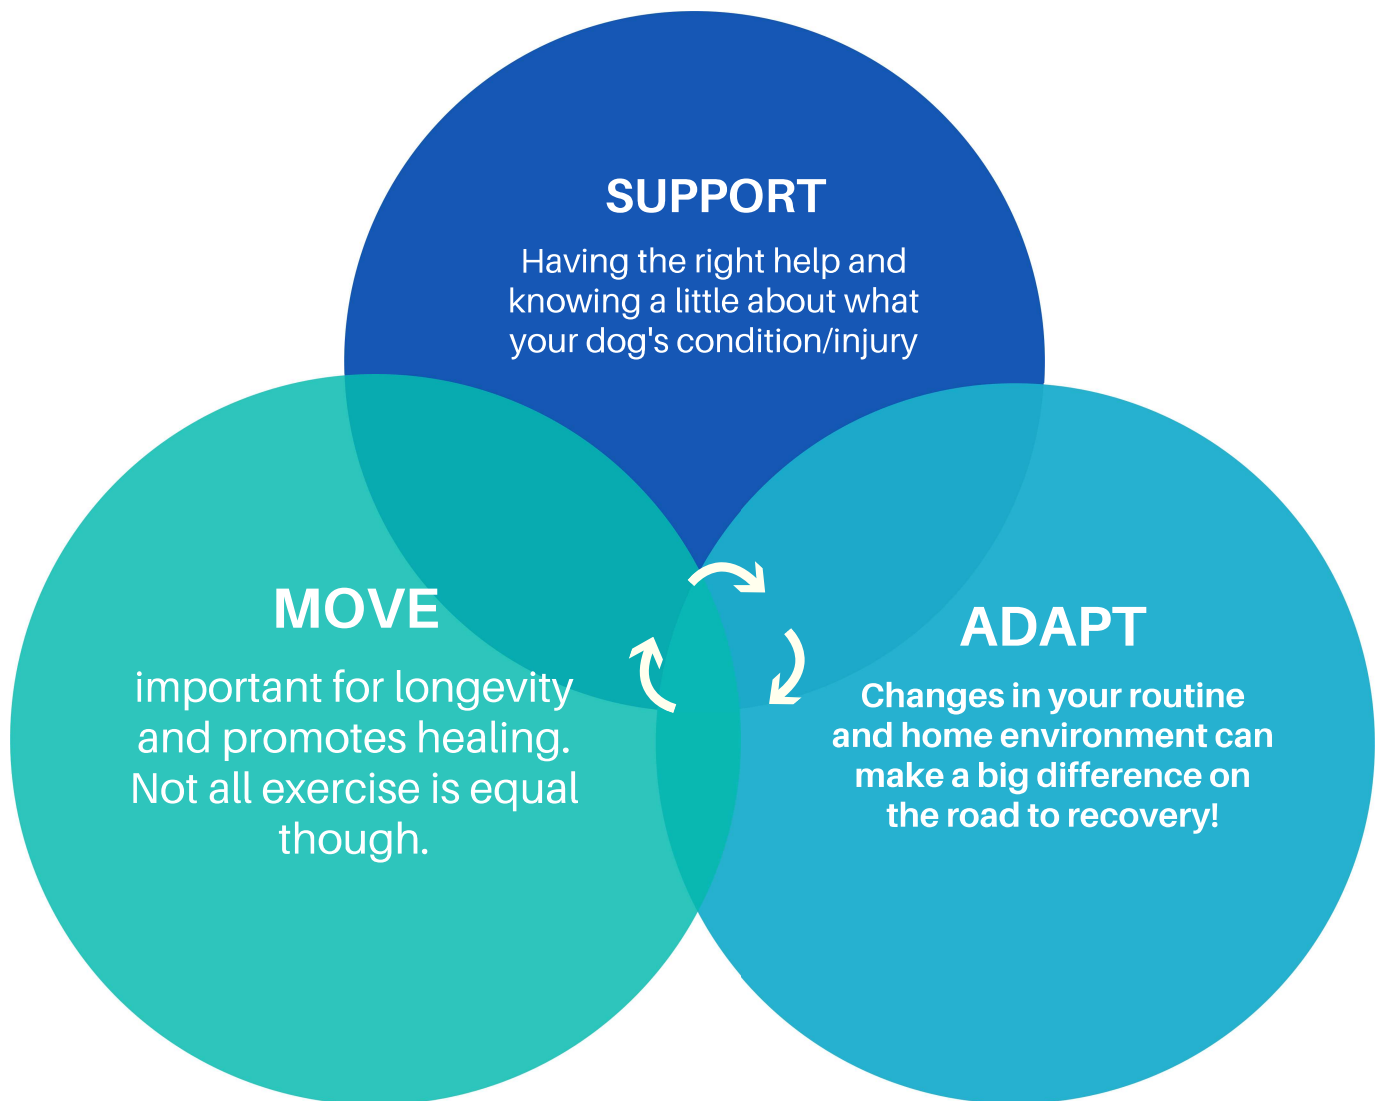 SUPPORT
Having the right help and
knowing a little about what
your dog's condition/injury
MOVE
important for longevity
and promotes healing.
Not all exercise is equal
though.
ADAPT
Changes in your routine
and home environment can
make a big difference on
the road to recovery!